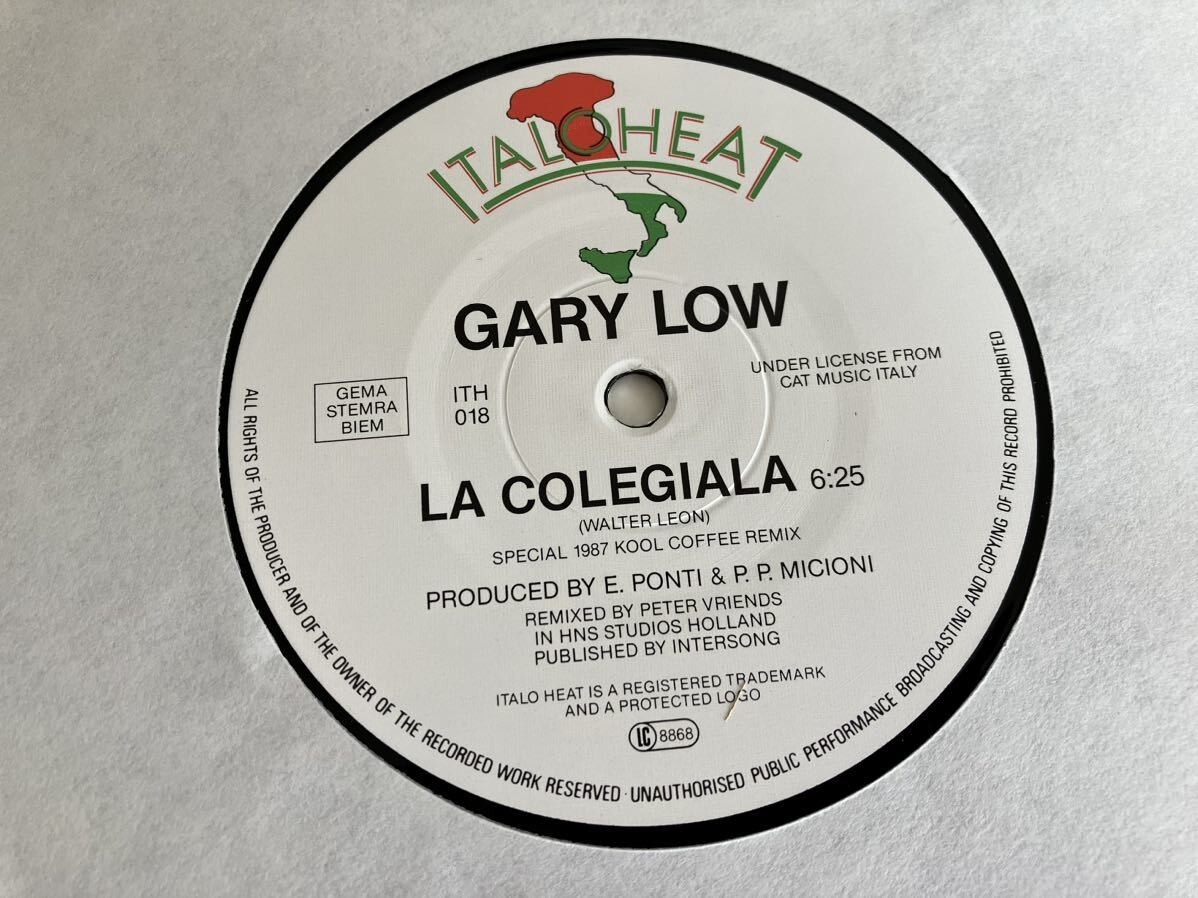 ITALOHEAT
GARY LOW
UNDER LICENSE FROM
CAT MUSIC ITALY
GEMA
STEMRA
BIEM
ITH
018
LA COLEGIALA 6:25
(WALTER LEON)
SPECIAL 1987 KOOL COFFEE REMIX
PRODUCED BY E. PONTI & P. P. MICIONI
REMIXED BY PETER VRIENDS
IN HNS STUDIOS HOLLAND
PUBLISHED BY INTERSONG
ITALO HEAT IS A REGISTERED TRADEMARK
AND A PROTECTED LOGO
LC 8868
ALL RIGHTS OF THE PRODUCER AND OF THE OWNER OF THE RECORDED WORK RESERVED · UNAUTHORISED PUBLIC PERFORMANCE BROADCASTING AND COPYING OF THIS RECORD PROHIBITED